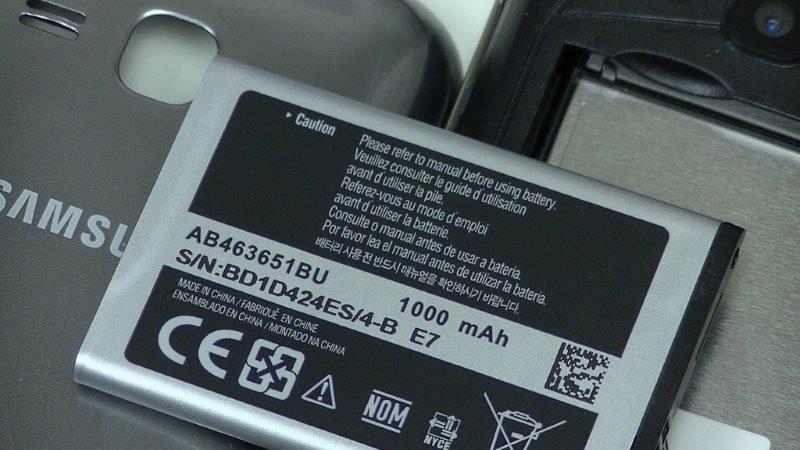 SAMSU
Caution
Please refer to manual before using battery.
Veuillez consulter le guide d'utilisation
avant d'utiliser la pile.
Referez-vous au mode d'emploi
avant d'utiliser la batterie.
Consulte o manual antes de usar a bateria.
Por favor lea el manual antes de utilizar la batería.
배터리 사용 전 반드시 매뉴얼을 확인하시기 바랍니다.
AB463651BU 1000 mAh
S/N:BD1D424ES/4-B E7
MADE IN CHINA / FABRIQUÉ EN CHINE
ENSAMBLADO EN CHINA / MONTADO NA CHINA
CE
NOM
NYCE